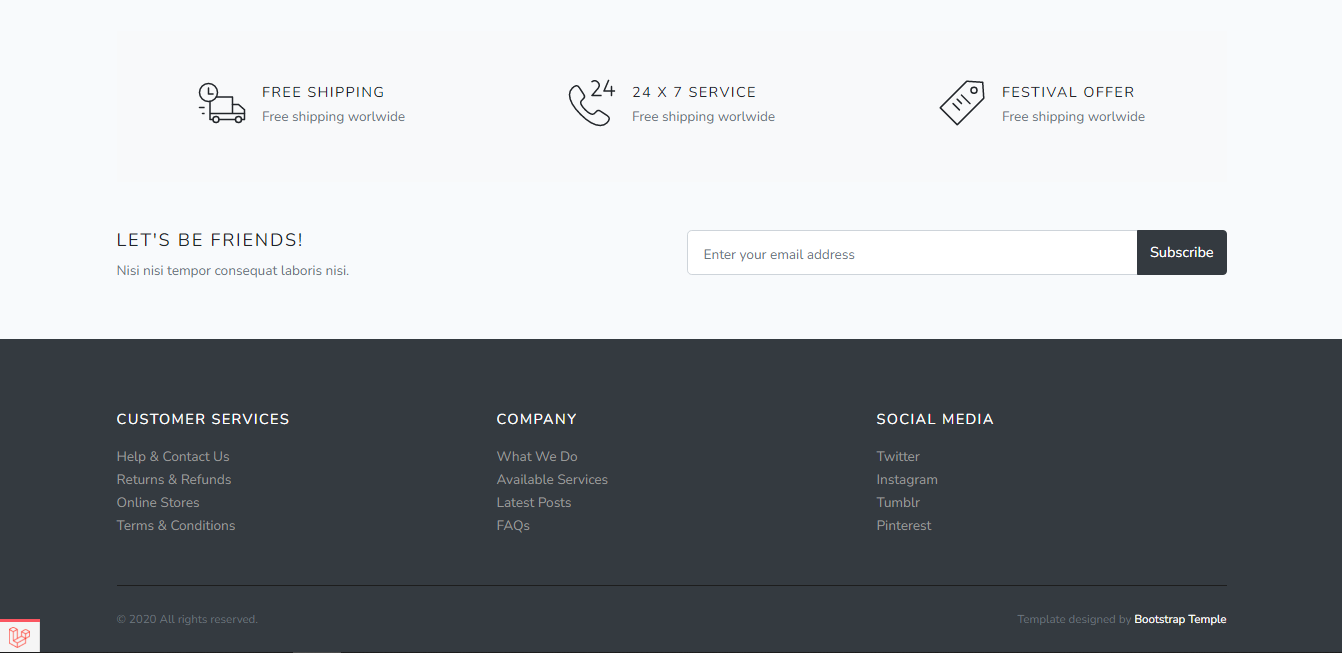 24
FREE SHIPPING
Free shipping worlwide
24 X 7 SERVICE
Free shipping worlwide
FESTIVAL OFFER
Free shipping worlwide
LET'S BE FRIENDS!
Nisi nisi tempor consequat laboris nisi.
Enter your email address
Subscribe
CUSTOMER SERVICES
Help & Contact Us
Returns & Refunds
Online Stores
Terms & Conditions
COMPANY
What We Do
Available Services
Latest Posts
FAQs
SOCIAL MEDIA
Twitter
Instagram
Tumblr
Pinterest
© 2020 All rights reserved.
Template designed by Bootstrap Temple